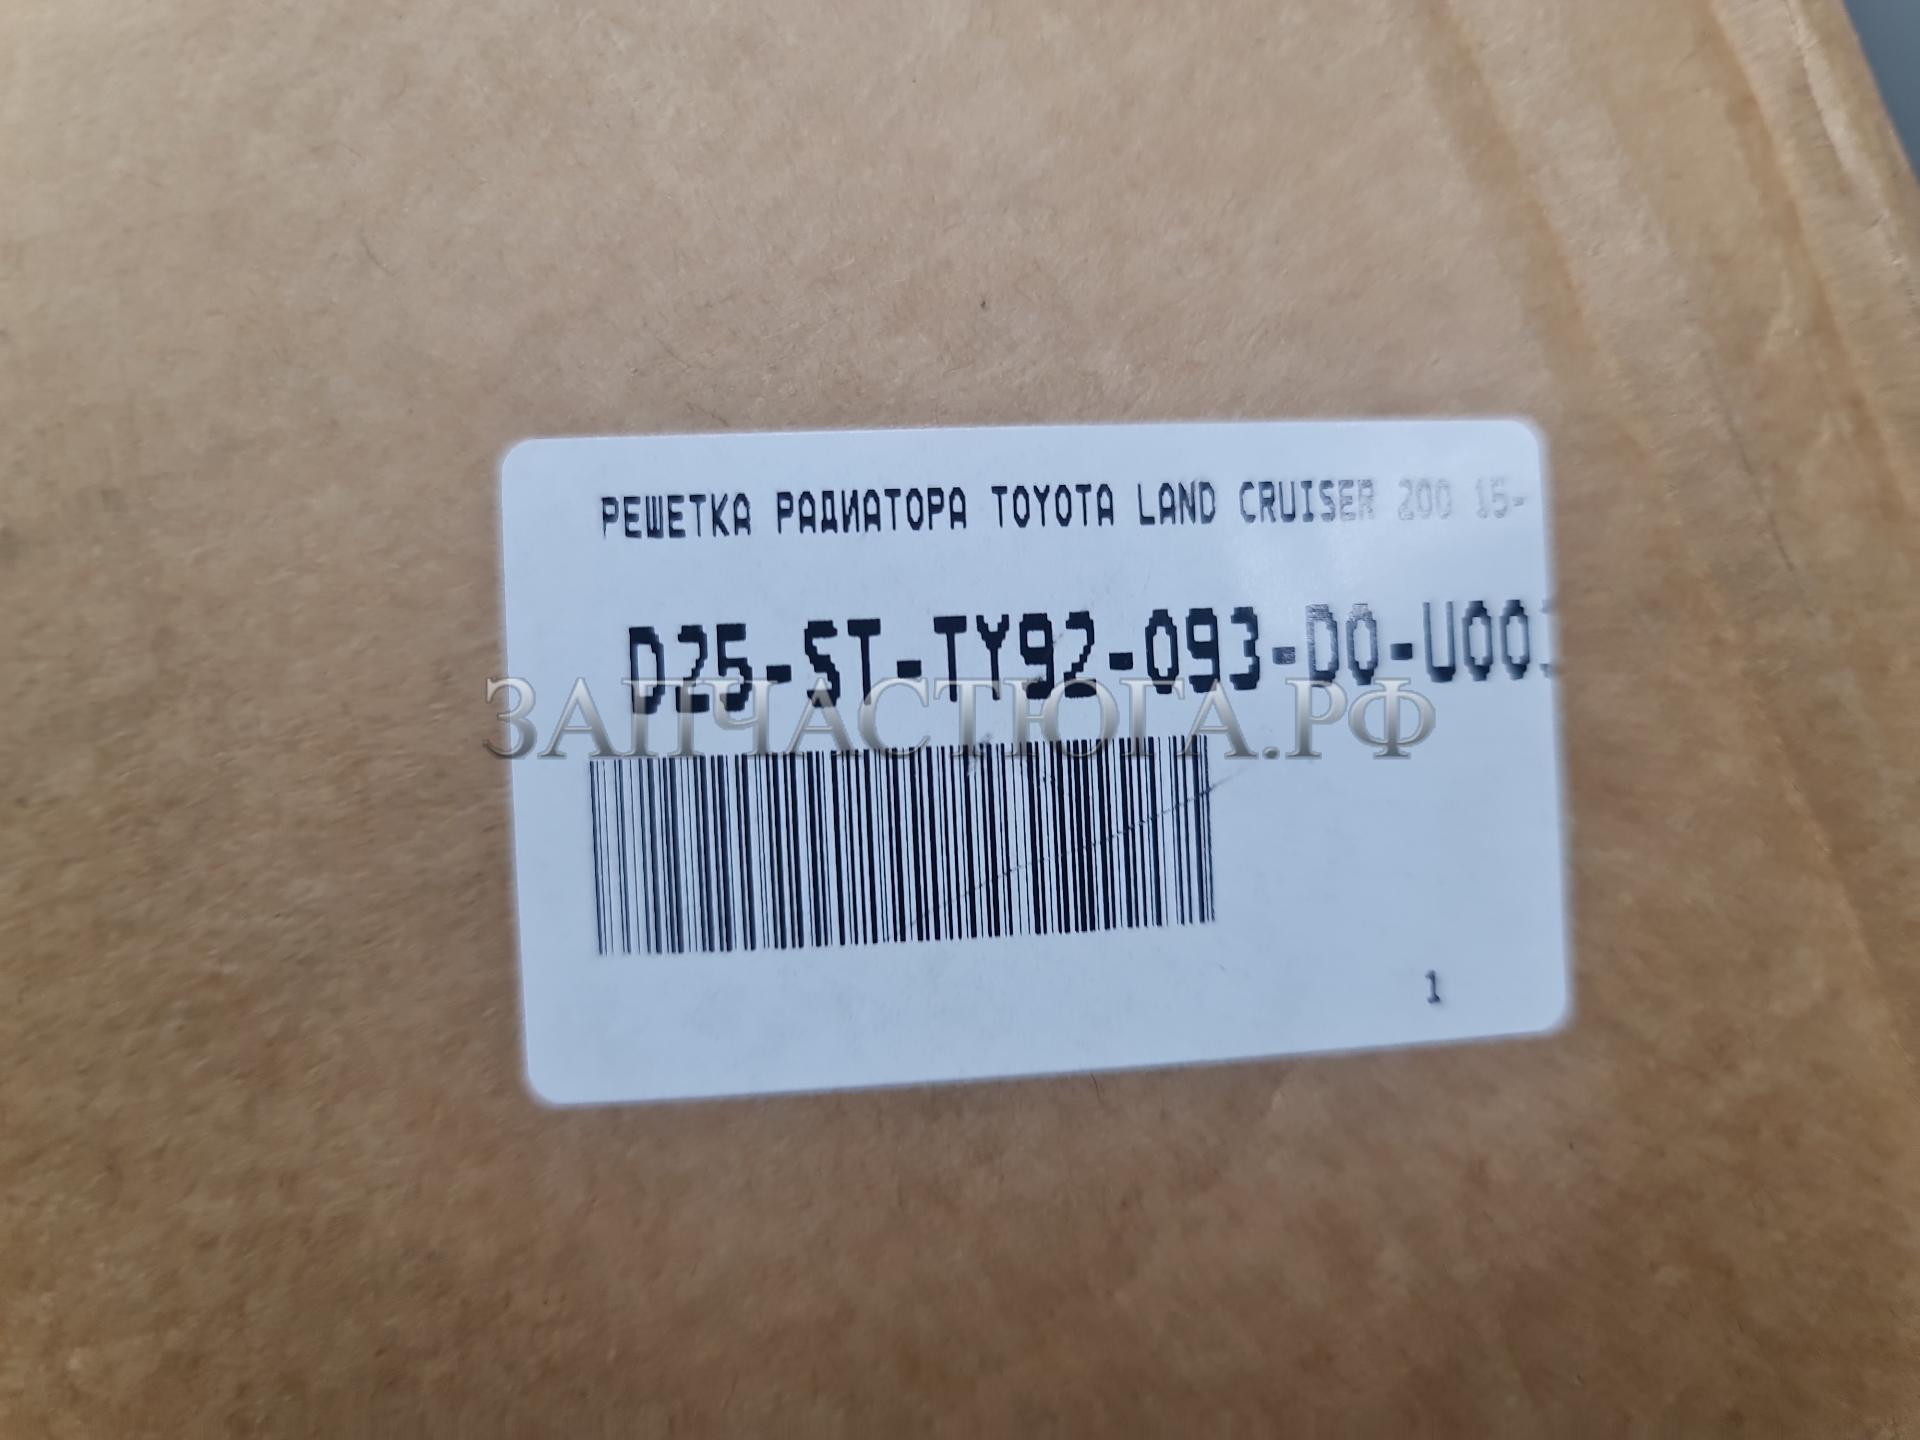 РЕШЕТКА РАДИАТОРА TOYOTA LAND CRUISER 200 15-
D25-ST-TY92-093-D0-U00
ЗАПЧАСТЮГА.РФ
1